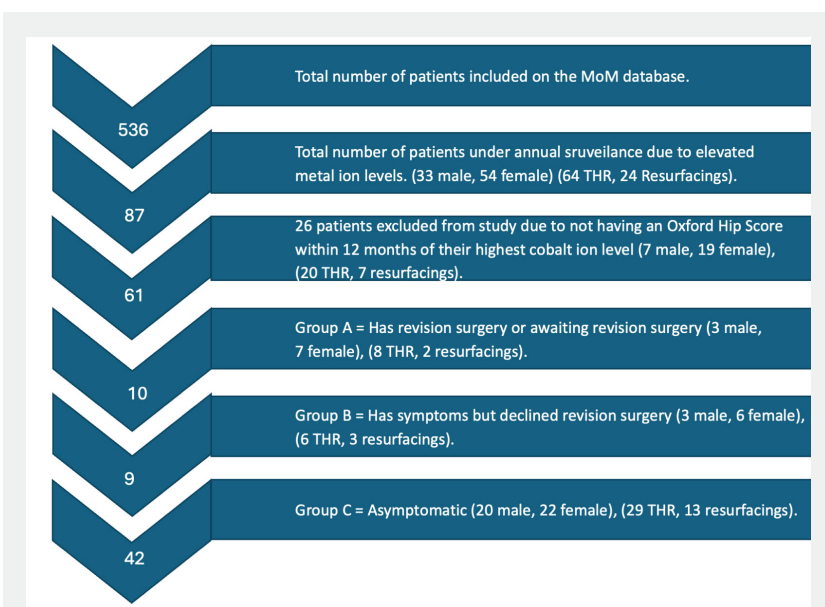 Total number of patients included on the MoM database.
536
Total number of patients under annual sruveilance due to elevated
metal ion levels. (33 male, 54 female) (64 THR, 24 Resurfacings).
87
26 patients excluded from study due to not having an Oxford Hip Score
within 12 months of their highest cobalt ion level (7 male, 19 female),
(20 THR, 7 resurfacings).
61
Group A = Has revision surgery or awaiting revision surgery (3 male,
7 female), (8 THR, 2 resurfacings).
10
Group B = Has symptoms but declined revision surgery (3 male, 6 female),
(6 THR, 3 resurfacings).
9
Group C = Asymptomatic (20 male, 22 female), (29 THR, 13 resurfacings).
42